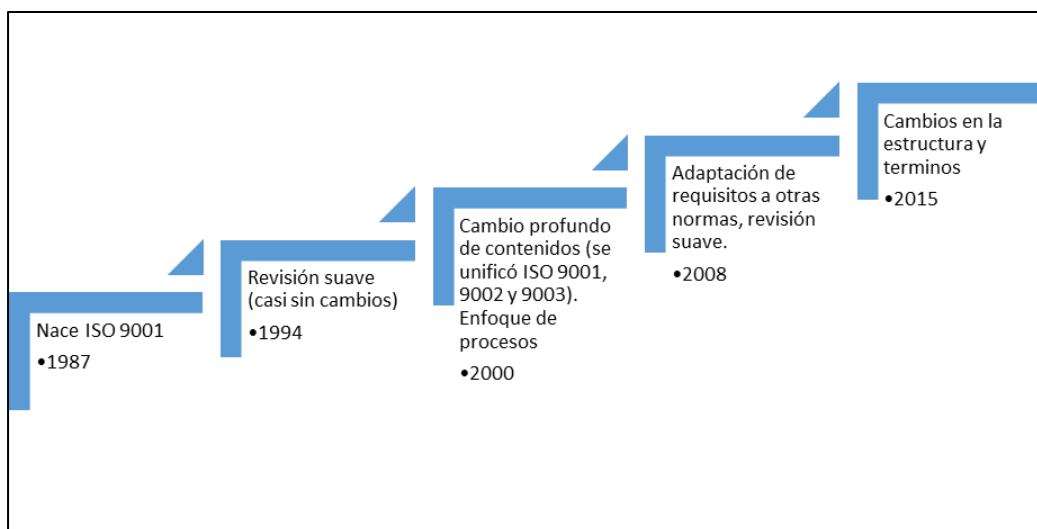 Nace ISO 9001
•1987
Revisión suave
(casi sin cambios)
•1994
Cambio profundo
de contenidos (se
unificó ISO 9001,
9002 y 9003).
Enfoque de
procesos
•2000
Adaptación de
requisitos a otras
normas, revisión
suave.
•2008
Cambios en la
estructura y
terminos
•2015